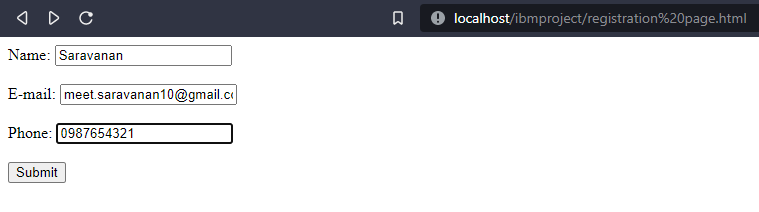 localhost/ibmproject/registration%20page.html
Name: Saravanan
E-mail: meet.saravanan10@gmail.c
Phone: 0987654321
Submit